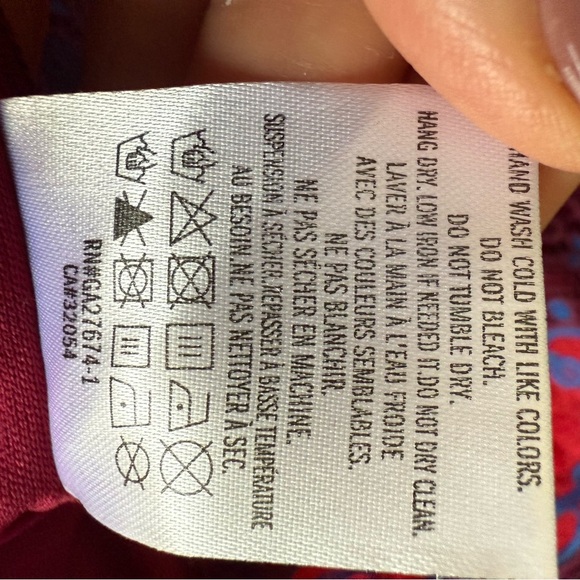 HAND WASH COLD WITH LIKE COLORS.
DO NOT BLEACH.
DO NOT TUMBLE DRY.
HANG DRY. LOW IRON IF NEEDED IT.DO NOT DRY CLEAN.
LAVER À LA MAIN À L'EAU FROIDE
AVEC DES COULEURS SEMBLABLES.
NE PAS BLANCHIR.
NE PAS SÉCHER EN MACHINE.
SUSPENSION À SÉCHER.REPASSER À BASSE TEMPÉRATURE
AU BESOIN.NE PAS NETTOYER À SEC.
RN#GA27674-1
CA#32054